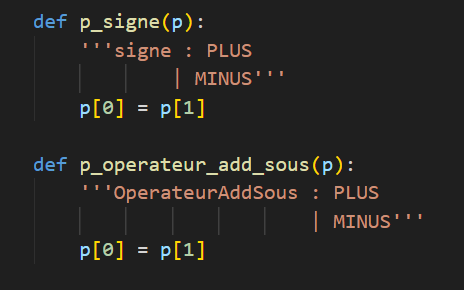 def p_signe(p):
'''signe : PLUS
| MINUS'''
p[0] = p[1]
def p_operateur_add_sous(p):
'''OperateurAddSous : PLUS
| MINUS'''
p[0] = p[1]